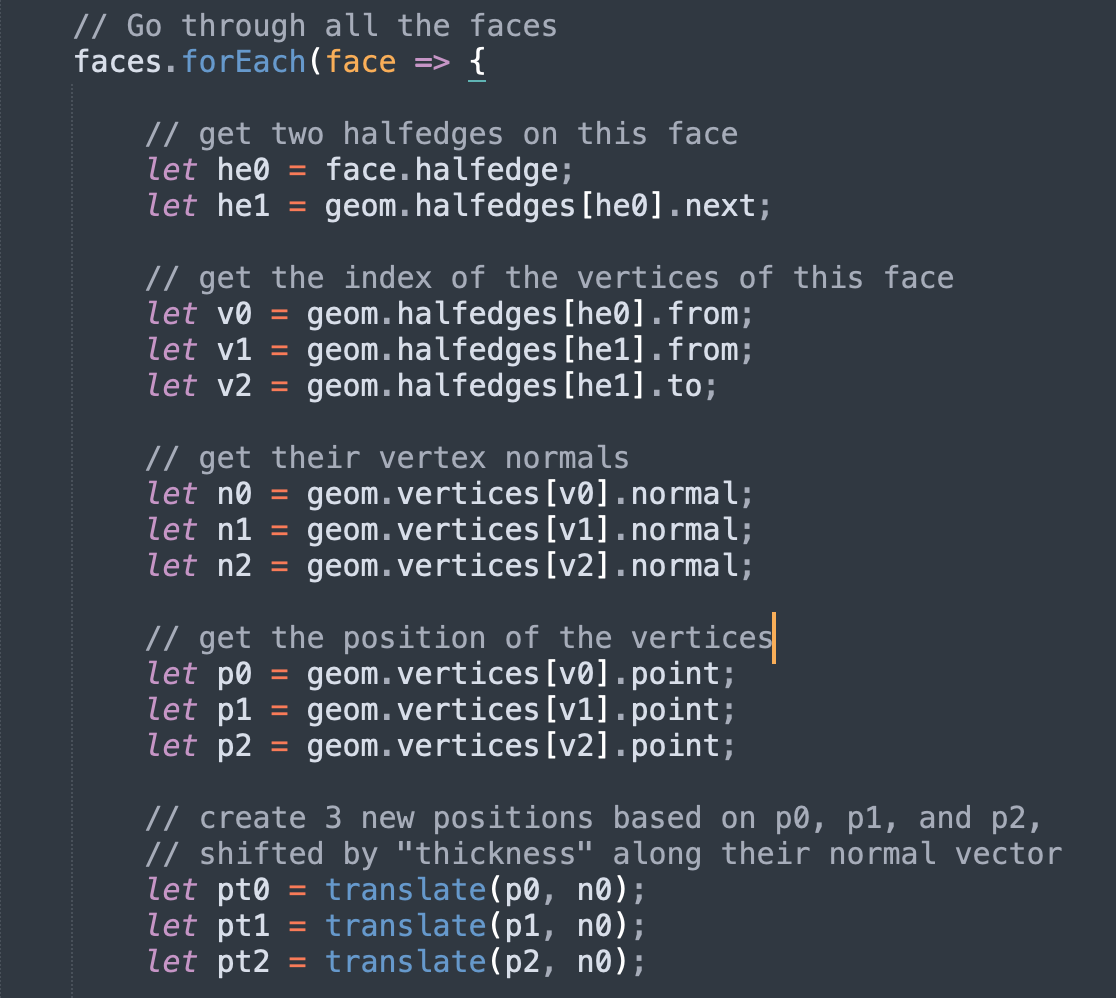 // Go through all the faces
faces.forEach(face => {
// get two halfedges on this face
let he0 = face.halfedge;
let he1 = geom.halfedges[he0].next;
// get the index of the vertices of this face
let v0 = geom.halfedges[he0].from;
let v1 = geom.halfedges[he1].from;
let v2 = geom.halfedges[he1].to;
// get their vertex normals
let n0 = geom.vertices[v0].normal;
let n1 = geom.vertices[v1].normal;
let n2 = geom.vertices[v2].normal;
// get the position of the vertices
let p0 = geom.vertices[v0].point;
let p1 = geom.vertices[v1].point;
let p2 = geom.vertices[v2].point;
// create 3 new positions based on p0, p1, and p2,
// shifted by "thickness" along their normal vector
let pt0 = translate(p0, n0);
let pt1 = translate(p1, n0);
let pt2 = translate(p2, n0);